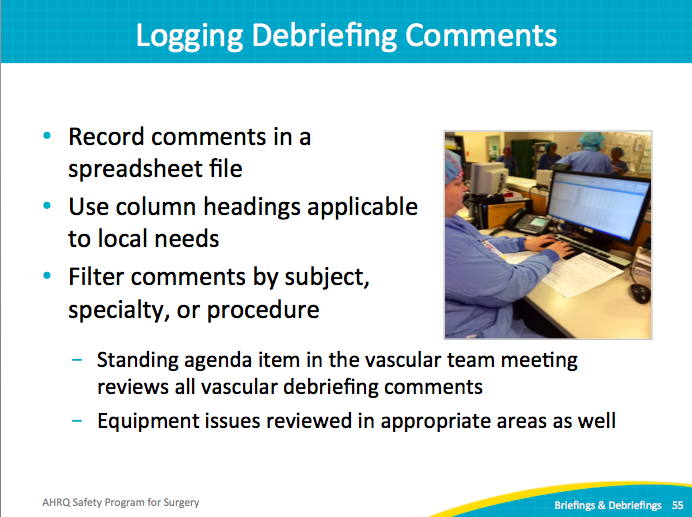 Logging Debriefing Comments
• Record comments in a
spreadsheet file
• Use column headings applicable
to local needs
• Filter comments by subject,
specialty, or procedure
– Standing agenda item in the vascular team meeting
reviews all vascular debriefing comments
– Equipment issues reviewed in appropriate areas as well
AHRQ Safety Program for Surgery
Briefings & Debriefings 55